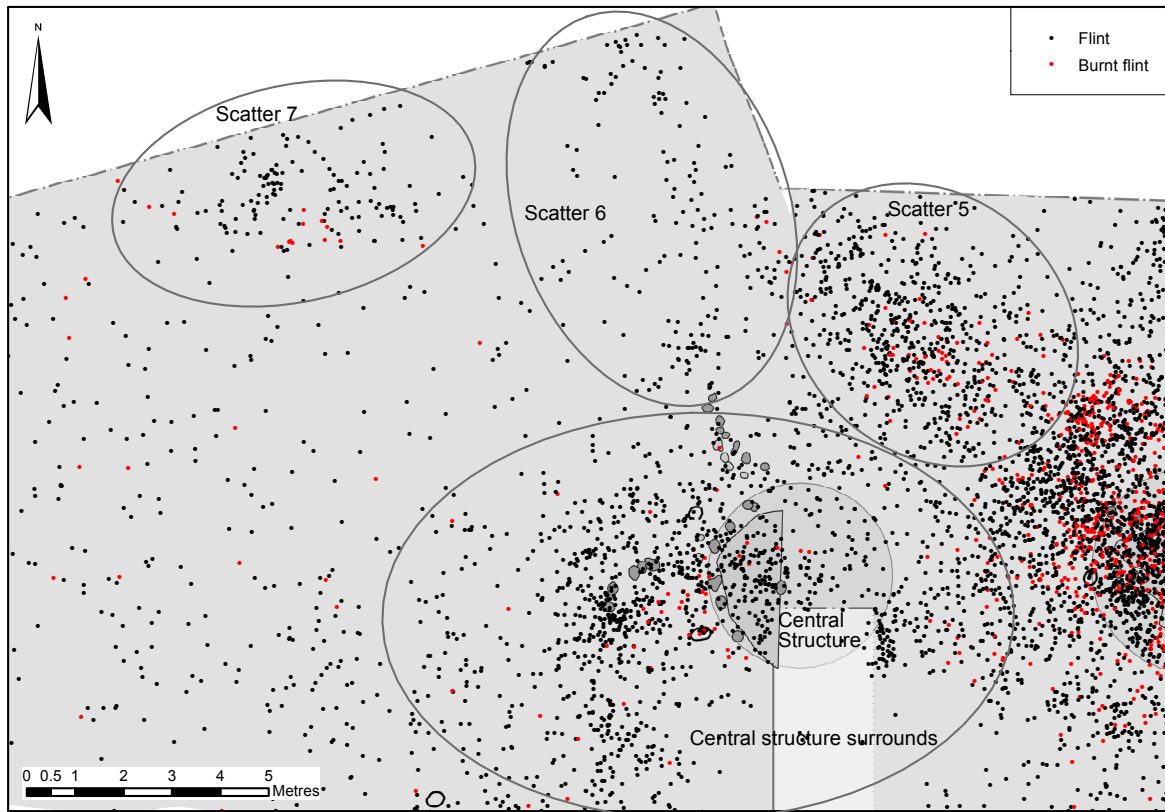 N
Flint
Burnt flint
Scatter 7
Scatter 6
Scatter 5
Central
Structure
Central structure surrounds
0 0.5 1 2 3 4 5
Metres